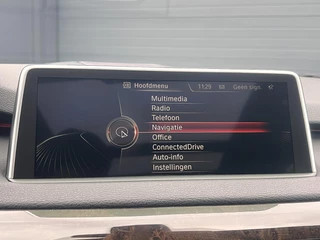 Hoofdmenu 11:25 Geen sign.
Multimedia
Radio
Telefoon
Navigatie
Office
ConnectedDrive
Auto-info
Instellingen